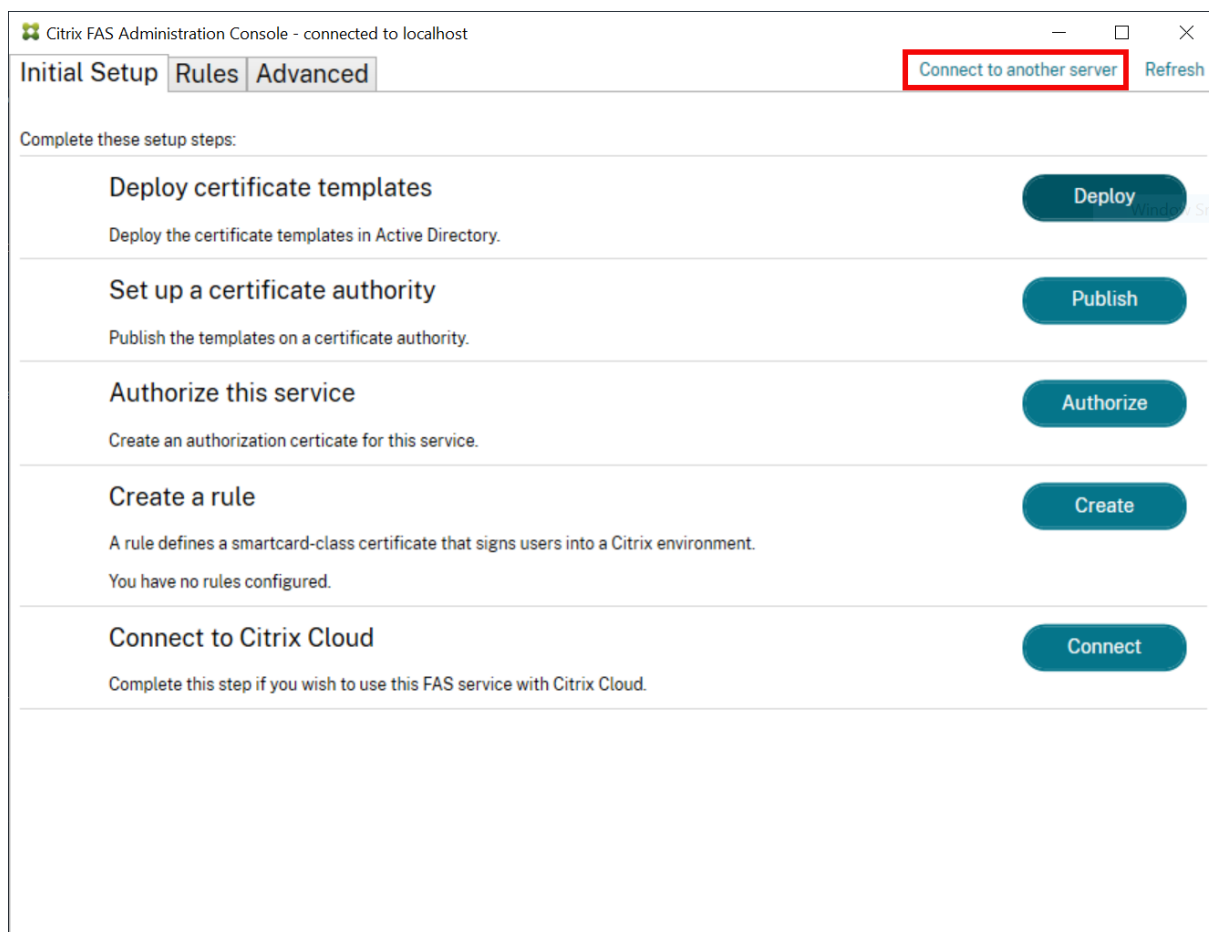 Citrix FAS Administration Console - connected to localhost
Initial Setup Rules Advanced Connect to another server Refresh
Complete these setup steps:
Deploy certificate templates
Deploy
Deploy the certificate templates in Active Directory.
Set up a certificate authority
Publish
Publish the templates on a certificate authority.
Authorize this service
Authorize
Create an authorization certicate for this service.
Create a rule
Create
A rule defines a smartcard-class certificate that signs users into a Citrix environment.
You have no rules configured.
Connect to Citrix Cloud
Connect
Complete this step if you wish to use this FAS service with Citrix Cloud.